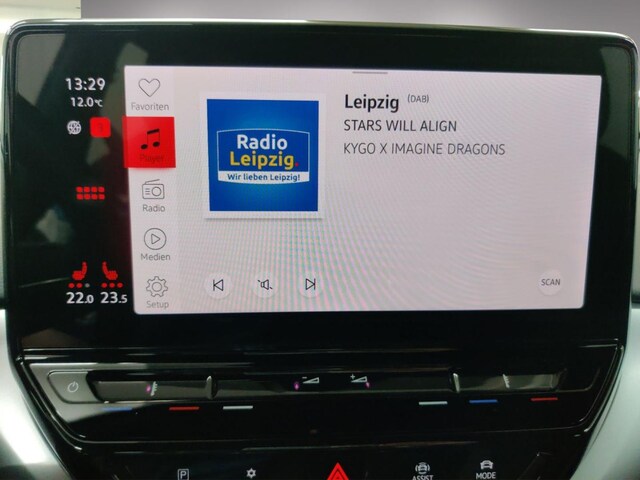 13:29
12.0°C
22.0 23.5
Favoriten
Player
Radio
Medien
Setup
Radio
Leipzig.
Wir lieben Leipzig!
Leipzig (DAB)
STARS WILL ALIGN
KYGO X IMAGINE DRAGONS
SCAN
P
ASSIST
MODE